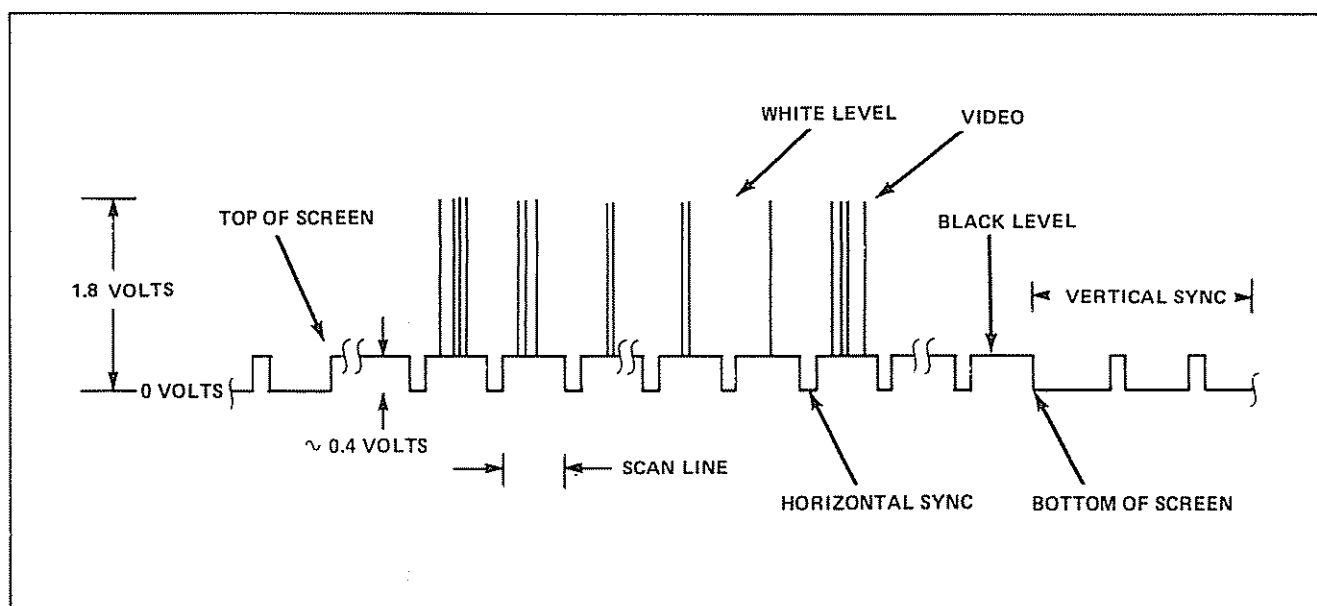 WHITE LEVEL
VIDEO
TOP OF SCREEN
BLACK LEVEL
1.8 VOLTS
VERTICAL SYNC
0 VOLTS
~ 0.4 VOLTS
SCAN LINE
HORIZONTAL SYNC
BOTTOM OF SCREEN